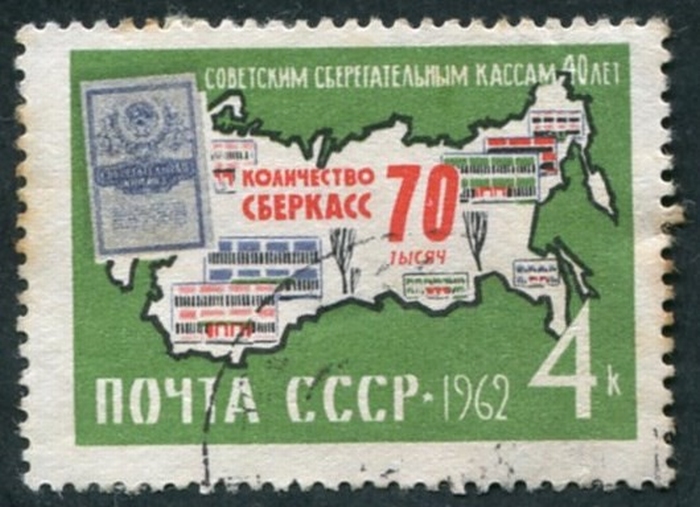 СОВЕТСКИМ СБЕРЕГАТЕЛЬНЫМ КАССАМ 40 ЛЕТ
КОЛИЧЕСТВО
СБЕРКАСС
70
ТЫСЯЧ
4 к
ПОЧТА СССР·1962